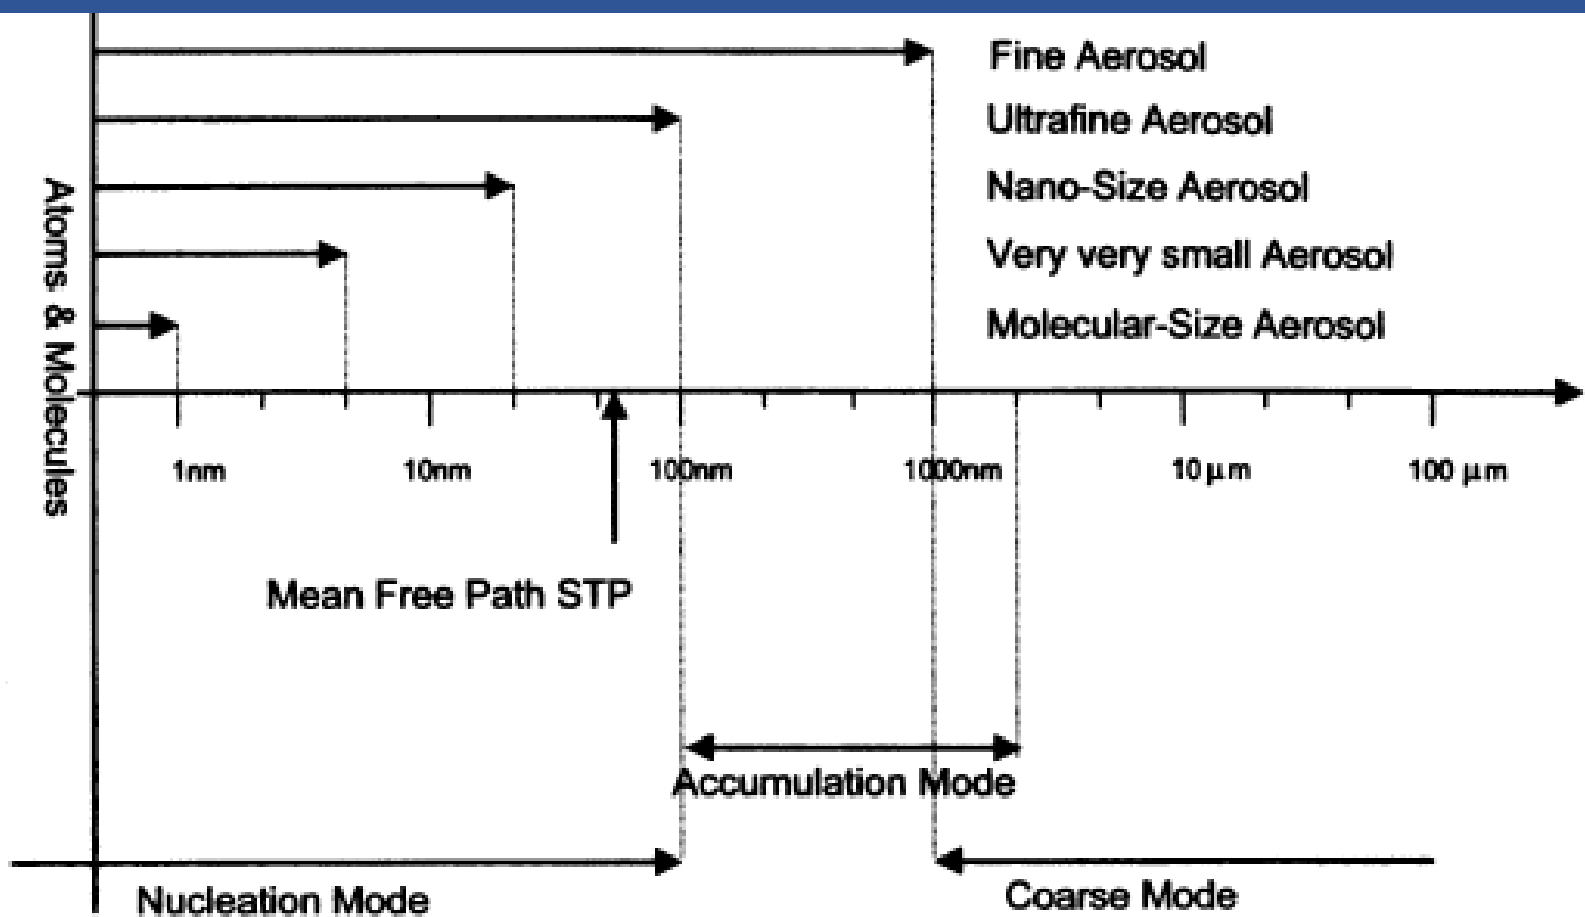 Fine Aerosol
Ultrafine Aerosol
Nano-Size Aerosol
Very very small Aerosol
Molecular-Size Aerosol
Atoms & Molecules
1nm
10nm
100nm
1000nm
10 µm
100 µm
Mean Free Path STP
Accumulation Mode
Nucleation Mode
Coarse Mode